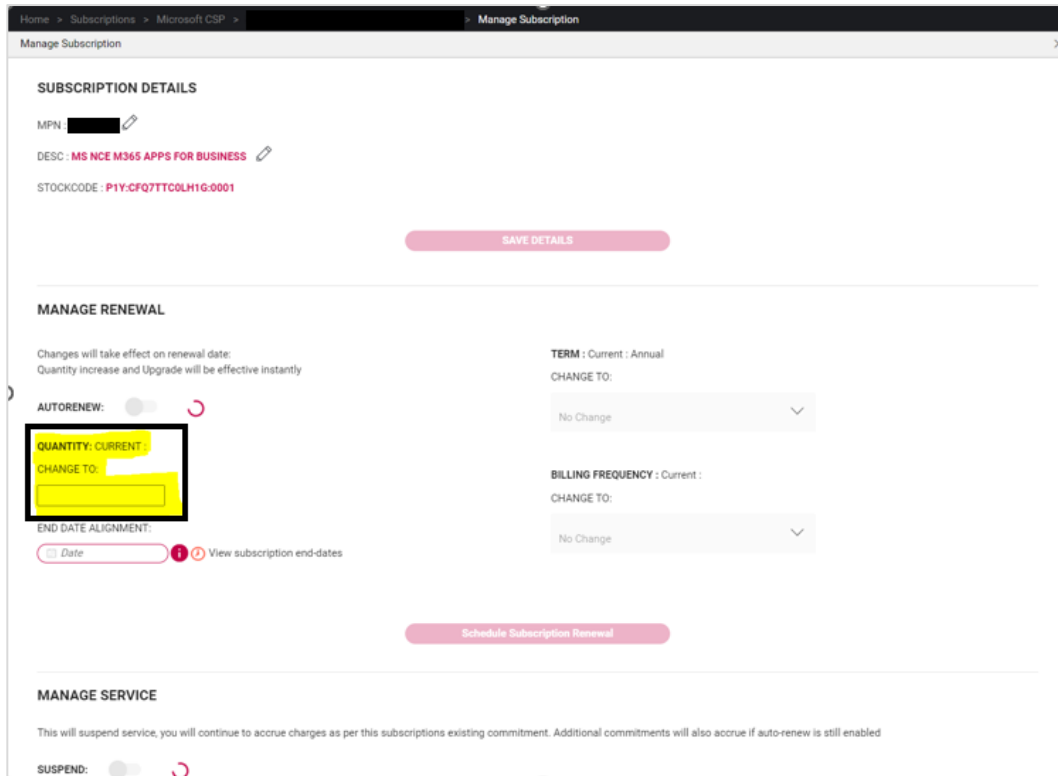 Home > Subscriptions > Microsoft CSP > > Manage Subscription
Manage Subscription
SUBSCRIPTION DETAILS
MPN :
DESC : MS NCE M365 APPS FOR BUSINESS
STOCKCODE : P1Y:CFQ7TTC0LH1G:0001
SAVE DETAILS
MANAGE RENEWAL
Changes will take effect on renewal date:
Quantity increase and Upgrade will be effective instantly
AUTORENEW:
QUANTITY: CURRENT :
CHANGE TO:
END DATE ALIGNMENT:
Date
View subscription end-dates
TERM : Current : Annual
CHANGE TO:
No Change
BILLING FREQUENCY : Current :
CHANGE TO:
No Change
Schedule Subscription Renewal
MANAGE SERVICE
This will suspend service, you will continue to accrue charges as per this subscriptions existing commitment. Additional commitments will also accrue if auto-renew is still enabled
SUSPEND: